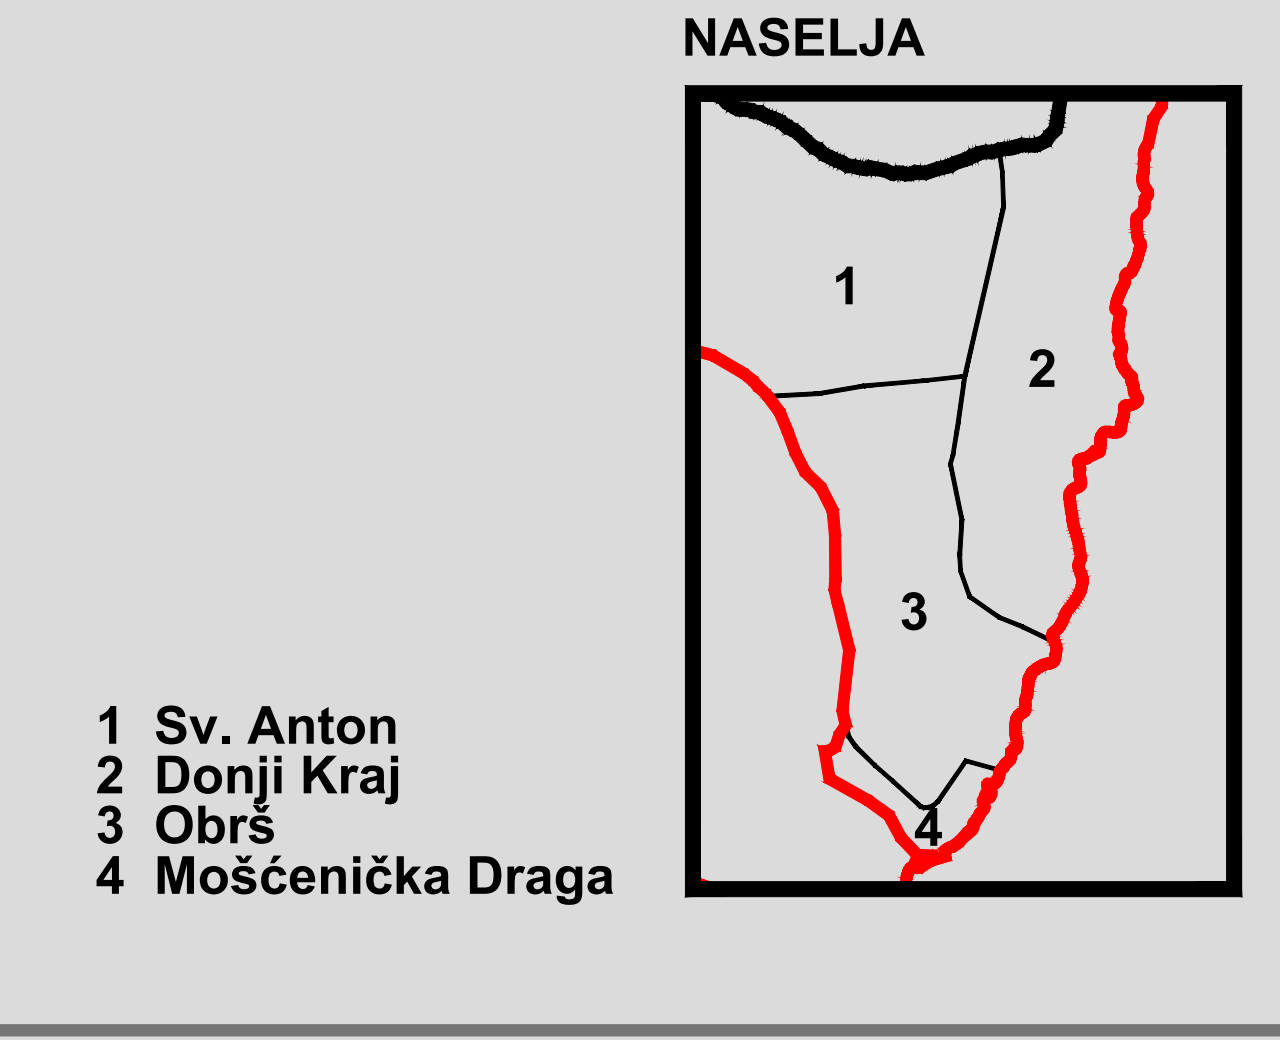 NASELJA
1
2
3
4
1 Sv. Anton
2 Donji Kraj
3 Obrš
4 Mošćenička Draga